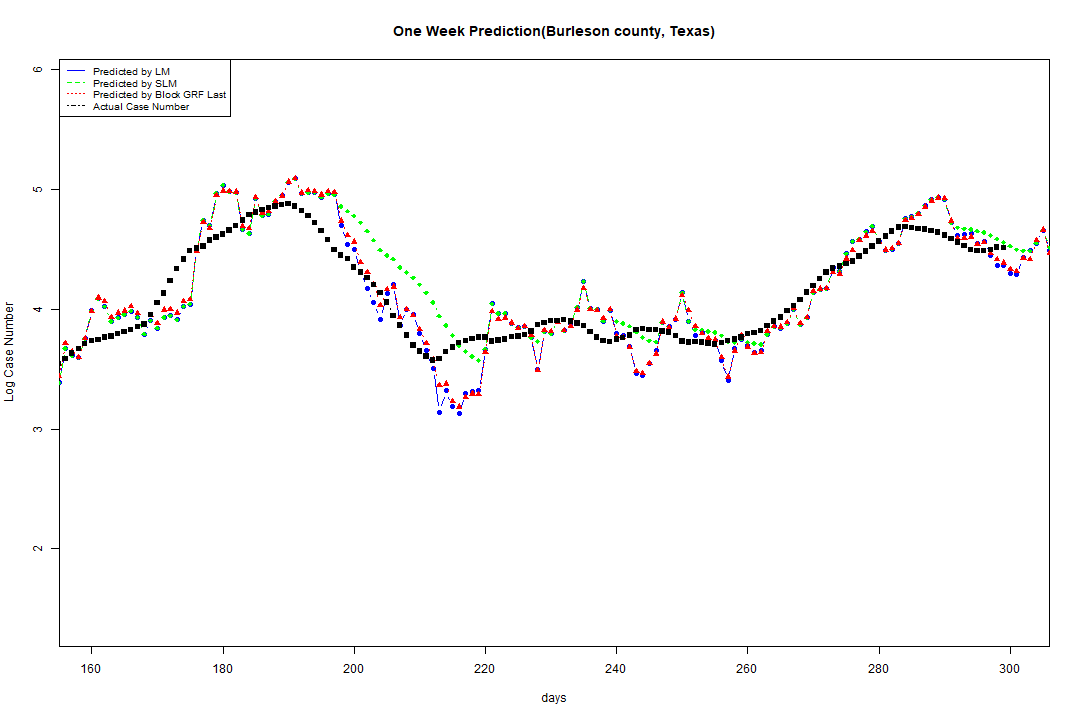 One Week Prediction(Burleson county, Texas)
Predicted by LM
Predicted by SLM
Predicted by Block GRF Last
Actual Case Number
Log Case Number
6
5
4
3
2
160 180 200 220 240 260 280 300
days